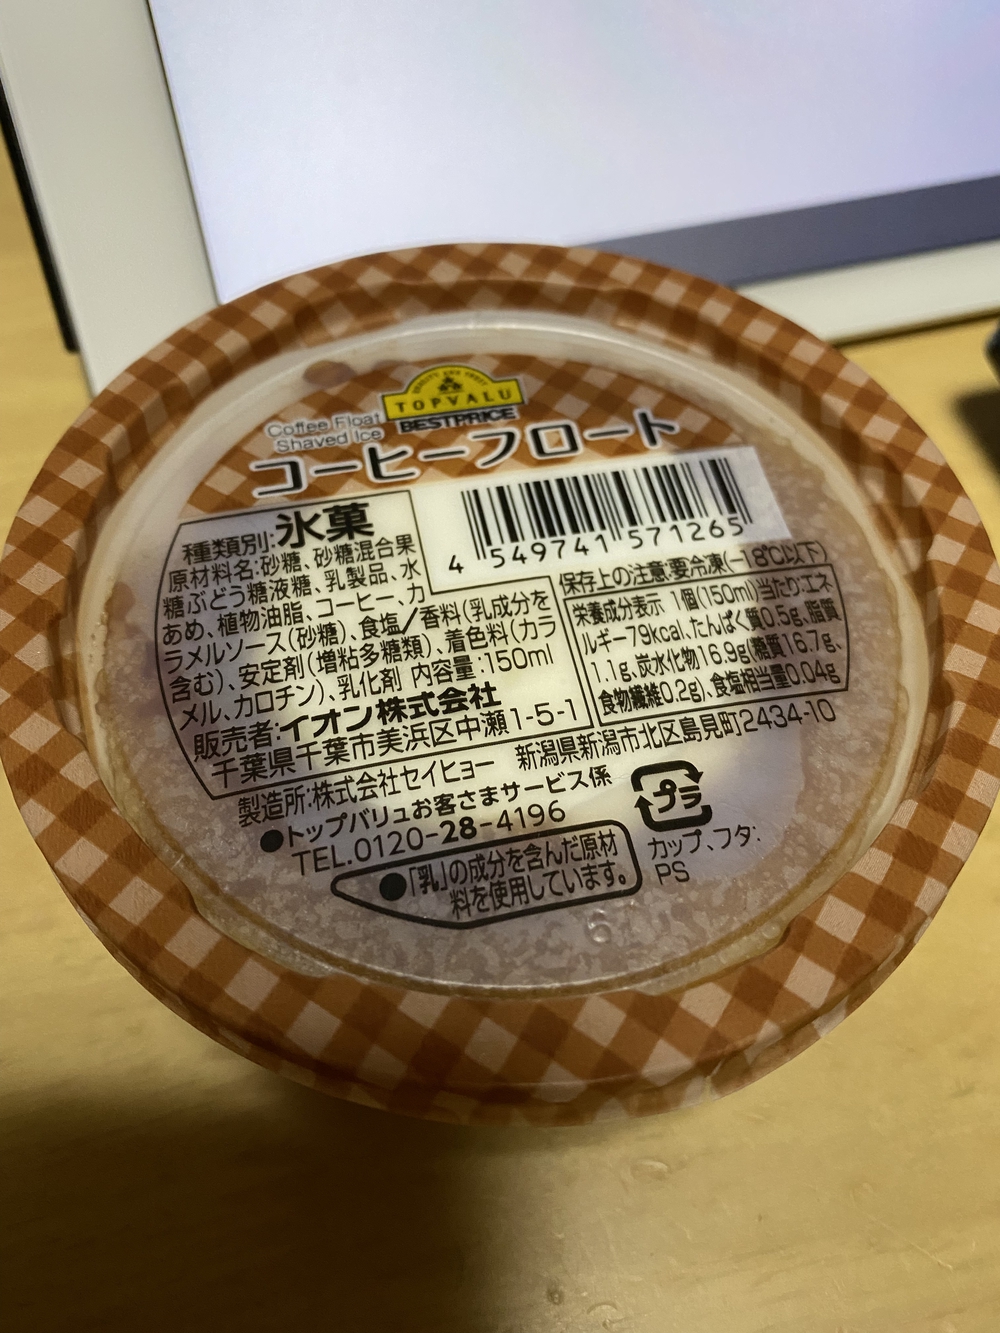 QUALITY AND
TOPVALU
BESTPRICE
Coffee Float
Shaved Ice
コーヒーフロート
4 549741 571265
種類別:氷菓
原材料名:砂糖、砂糖混合果
糖ぶどう糖液糖、乳製品、水
あめ、植物油脂、コーヒー、カ
ラメルソース(砂糖)、食塩/香料(乳成分を
含む)、安定剤(増粘多糖類)、着色料(カラ
メル、カロチン)、乳化剤 内容量:150ml
販売者:イオン株式会社
千葉県千葉市美浜区中瀬1-5-1
保存上の注意:要冷凍(−18℃以下)
栄養成分表示 1個(150ml)当たり:エネ
ルギー79kcal、たんぱく質0.5g、脂質
1.1g、炭水化物16.9g(糖質16.7g、
食物繊維0.2g)、食塩相当量0.04g
製造所:株式会社セイヒョー 新潟県新潟市北区島見町2434-10
●トップバリュお客さまサービス係
TEL.0120-28-4196
●「乳」の成分を含んだ原材
料を使用しています。
プラ
カップ、フタ:
PS